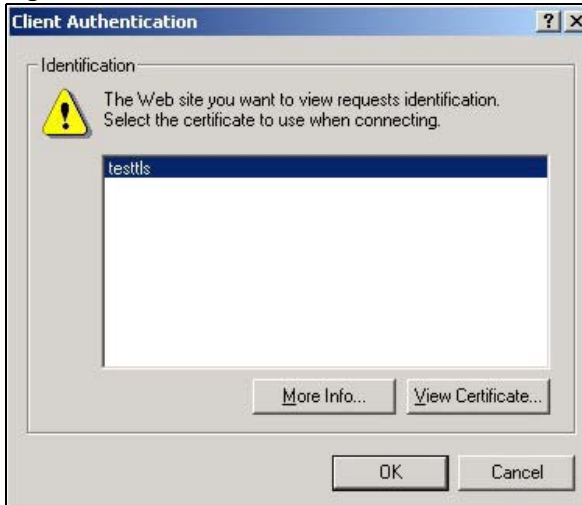 Client Authentication
Identification
The Web site you want to view requests identification.
Select the certificate to use when connecting.
testtls
More Info...
View Certificate...
OK
Cancel